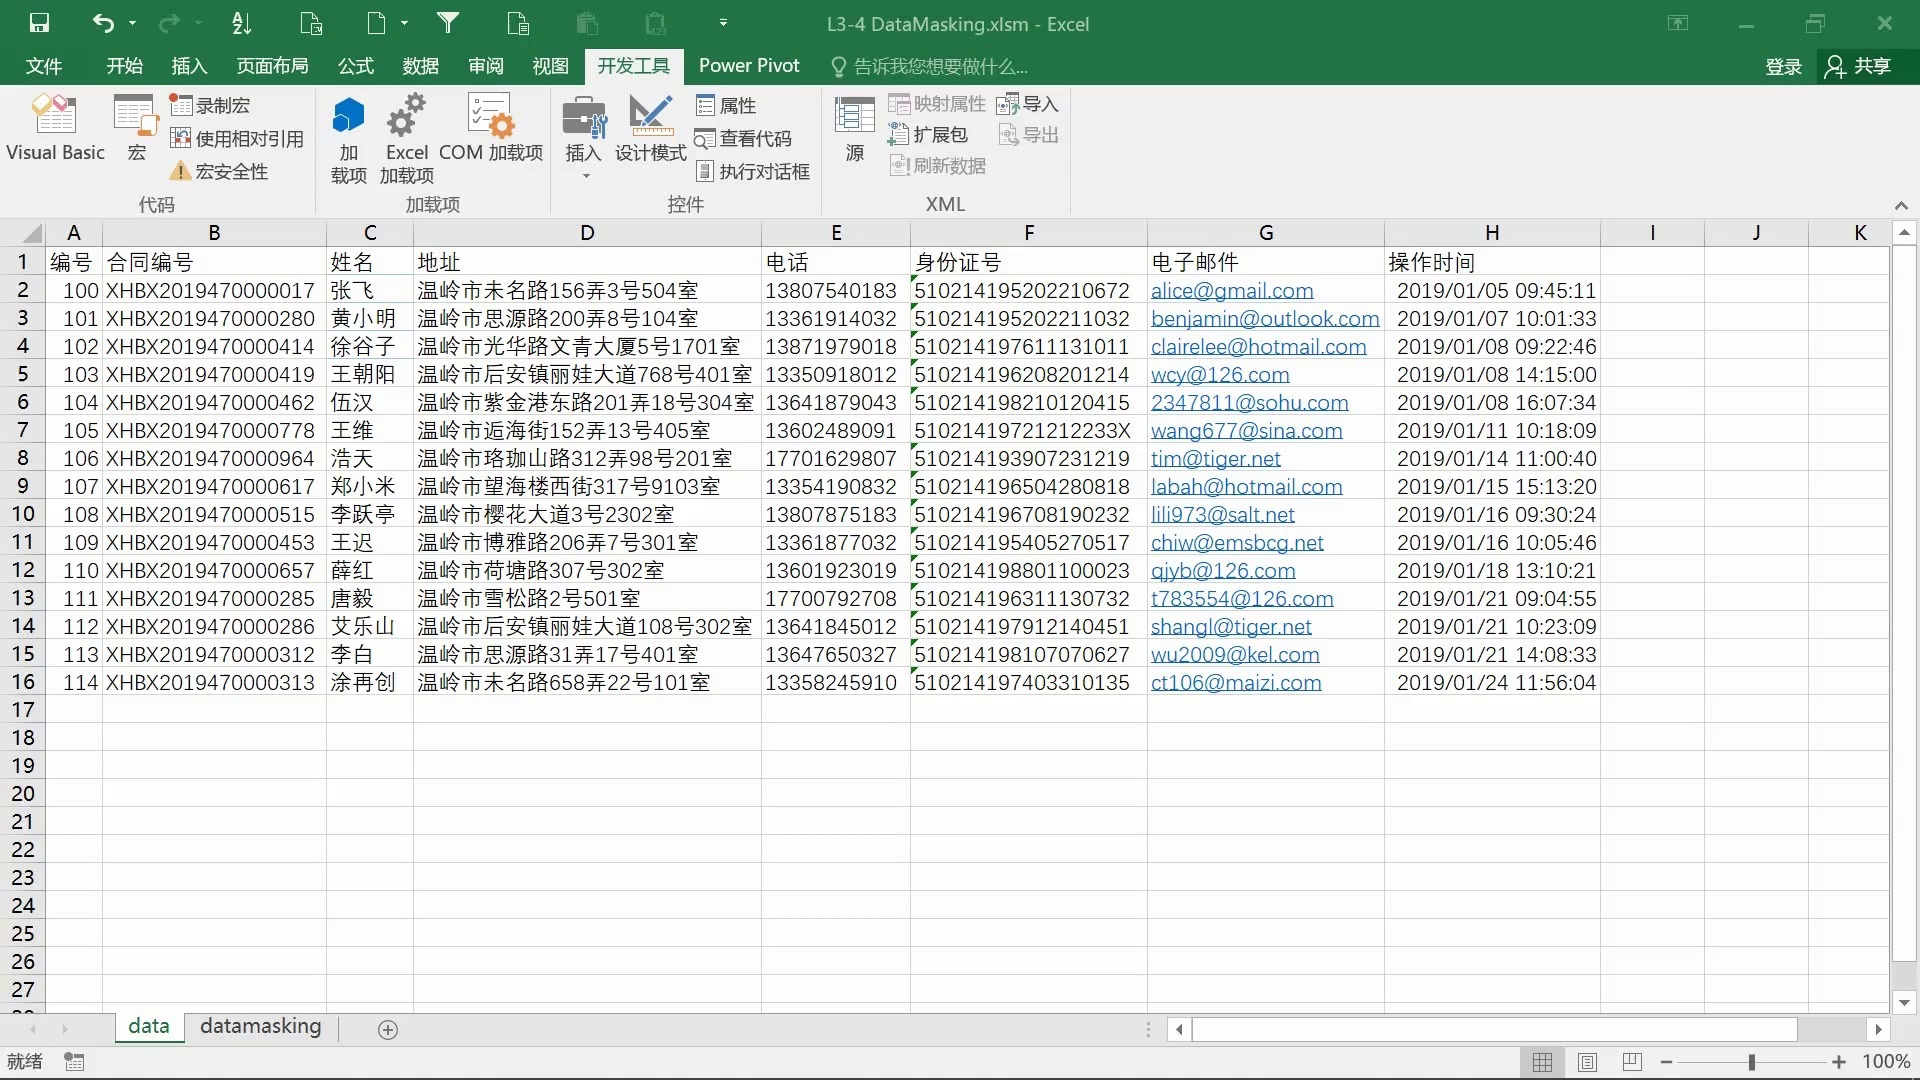 L3-4 DataMasking.xlsm - Excel
文件 开始 插入 页面布局 公式 数据 审阅 视图 开发工具 Power Pivot 告诉我您想要做什么... 登录 共享
Visual Basic 宏 录制宏 使用相对引用 宏安全性
代码
加载项 Excel 加载项 COM 加载项
加载项
插入 设计模式 属性 查看代码 执行对话框
控件
源 映射属性 扩展包 刷新数据 导入 导出
XML
A B C D E F G H I J K
1 编号 合同编号 姓名 地址 电话 身份证号 电子邮件 操作时间
2 100 XHBX2019470000017 张飞 温岭市未名路156弄3号504室 13807540183 510214195202210672 alice@gmail.com 2019/01/05 09:45:11
3 101 XHBX2019470000280 黄小明 温岭市思源路200弄8号104室 13361914032 510214195202211032 benjamin@outlook.com 2019/01/07 10:01:33
4 102 XHBX2019470000414 徐谷子 温岭市光华路文青大厦5号1701室 13871979018 510214197611131011 clairelee@hotmail.com 2019/01/08 09:22:46
5 103 XHBX2019470000419 王朝阳 温岭市后安镇丽娃大道768号401室 13350918012 510214196208201214 wcy@126.com 2019/01/08 14:15:00
6 104 XHBX2019470000462 伍汉 温岭市紫金港东路201弄18号304室 13641879043 510214198210120415 2347811@sohu.com 2019/01/08 16:07:34
7 105 XHBX2019470000778 王维 温岭市逅海街152弄13号405室 13602489091 51021419721212233X wang677@sina.com 2019/01/11 10:18:09
8 106 XHBX2019470000964 浩天 温岭市珞珈山路312弄98号201室 17701629807 510214193907231219 tim@tiger.net 2019/01/14 11:00:40
9 107 XHBX2019470000617 郑小米 温岭市望海楼西街317号9103室 13354190832 510214196504280818 labah@hotmail.com 2019/01/15 15:13:20
10 108 XHBX2019470000515 李跃亭 温岭市樱花大道3号2302室 13807875183 510214196708190232 lili973@salt.net 2019/01/16 09:30:24
11 109 XHBX2019470000453 王迟 温岭市博雅路206弄7号301室 13361877032 510214195405270517 chiw@emsbcg.net 2019/01/16 10:05:46
12 110 XHBX2019470000657 薛红 温岭市荷塘路307号302室 13601923019 510214198801100023 qjyb@126.com 2019/01/18 13:10:21
13 111 XHBX2019470000285 唐毅 温岭市雪松路2号501室 17700792708 510214196311130732 t783554@126.com 2019/01/21 09:04:55
14 112 XHBX2019470000286 艾乐山 温岭市后安镇丽娃大道108号302室 13641845012 510214197912140451 shangl@tiger.net 2019/01/21 10:23:09
15 113 XHBX2019470000312 李白 温岭市思源路31弄17号401室 13647650327 510214198107070627 wu2009@kel.com 2019/01/21 14:08:33
16 114 XHBX2019470000313 涂再创 温岭市未名路658弄22号101室 13358245910 510214197403310135 ct106@maizi.com 2019/01/24 11:56:04
17
18
19
20
21
22
23
24
25
26
27
data datamasking
就绪 100%